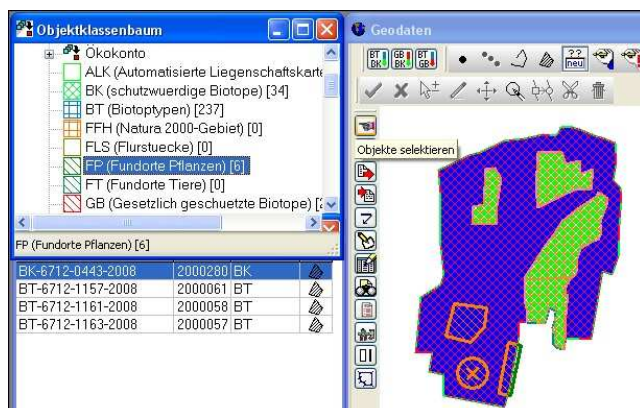 Objektklassenbaum
Ökokonto
ALK (Automatisierte Liegenschaftskarte
BK (schutzwuerdige Biotope) [34]
BT (Biotoptypen) [237]
FFH (Natura 2000-Gebiet) [0]
FLS (Flurstuecke) [0]
FP (Fundorte Pflanzen) [6]
FT (Fundorte Tiere) [0]
GB (Gesetzlich geschuetzte Biotope)
FP (Fundorte Pflanzen) [6]
BK-6712-0443-2008 2000280 BK
BT-6712-1157-2008 2000061 BT
BT-6712-1161-2008 2000058 BT
BT-6712-1163-2008 2000057 BT
Geodaten
BT BK GB BK BT GB ?? neu
Objekte selektieren